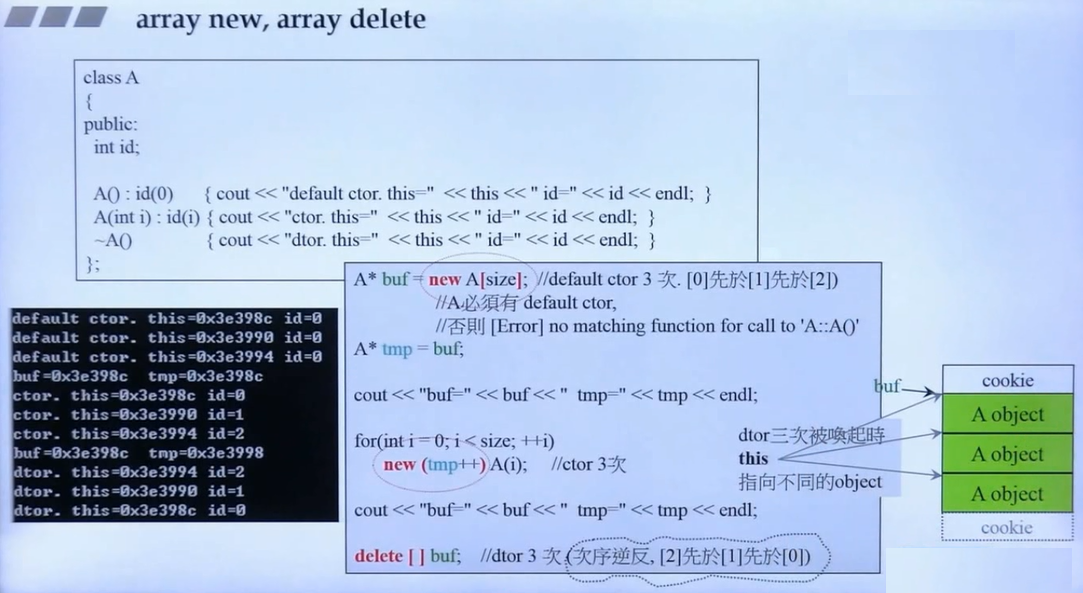 array new, array delete
class A
{
public:
int id;
A() : id(0) { cout << "default ctor. this=" << this << " id=" << id << endl; }
A(int i) : id(i) { cout << "ctor. this=" << this << " id=" << id << endl; }
~A() { cout << "dtor. this=" << this << " id=" << id << endl; }
};
A* buf = new A[size]; //default ctor 3 次. [0]先於[1]先於[2])
//A必須有 default ctor,
//否則 [Error] no matching function for call to 'A::A()'
A* tmp = buf;
cout << "buf=" << buf << " tmp=" << tmp << endl;
for(int i = 0; i < size; ++i)
new (tmp++) A(i); //ctor 3次
cout << "buf=" << buf << " tmp=" << tmp << endl;
delete [ ] buf; //dtor 3 次 (次序逆反, [2]先於[1]先於[0])
default ctor. this=0x3e398c id=0
default ctor. this=0x3e3990 id=0
default ctor. this=0x3e3994 id=0
buf=0x3e398c tmp=0x3e398c
ctor. this=0x3e398c id=0
ctor. this=0x3e3990 id=1
ctor. this=0x3e3994 id=2
buf=0x3e398c tmp=0x3e3998
dtor. this=0x3e3994 id=2
dtor. this=0x3e3990 id=1
dtor. this=0x3e398c id=0
buf
dtor三次被喚起時
this
指向不同的object
cookie
A object
A object
A object
cookie